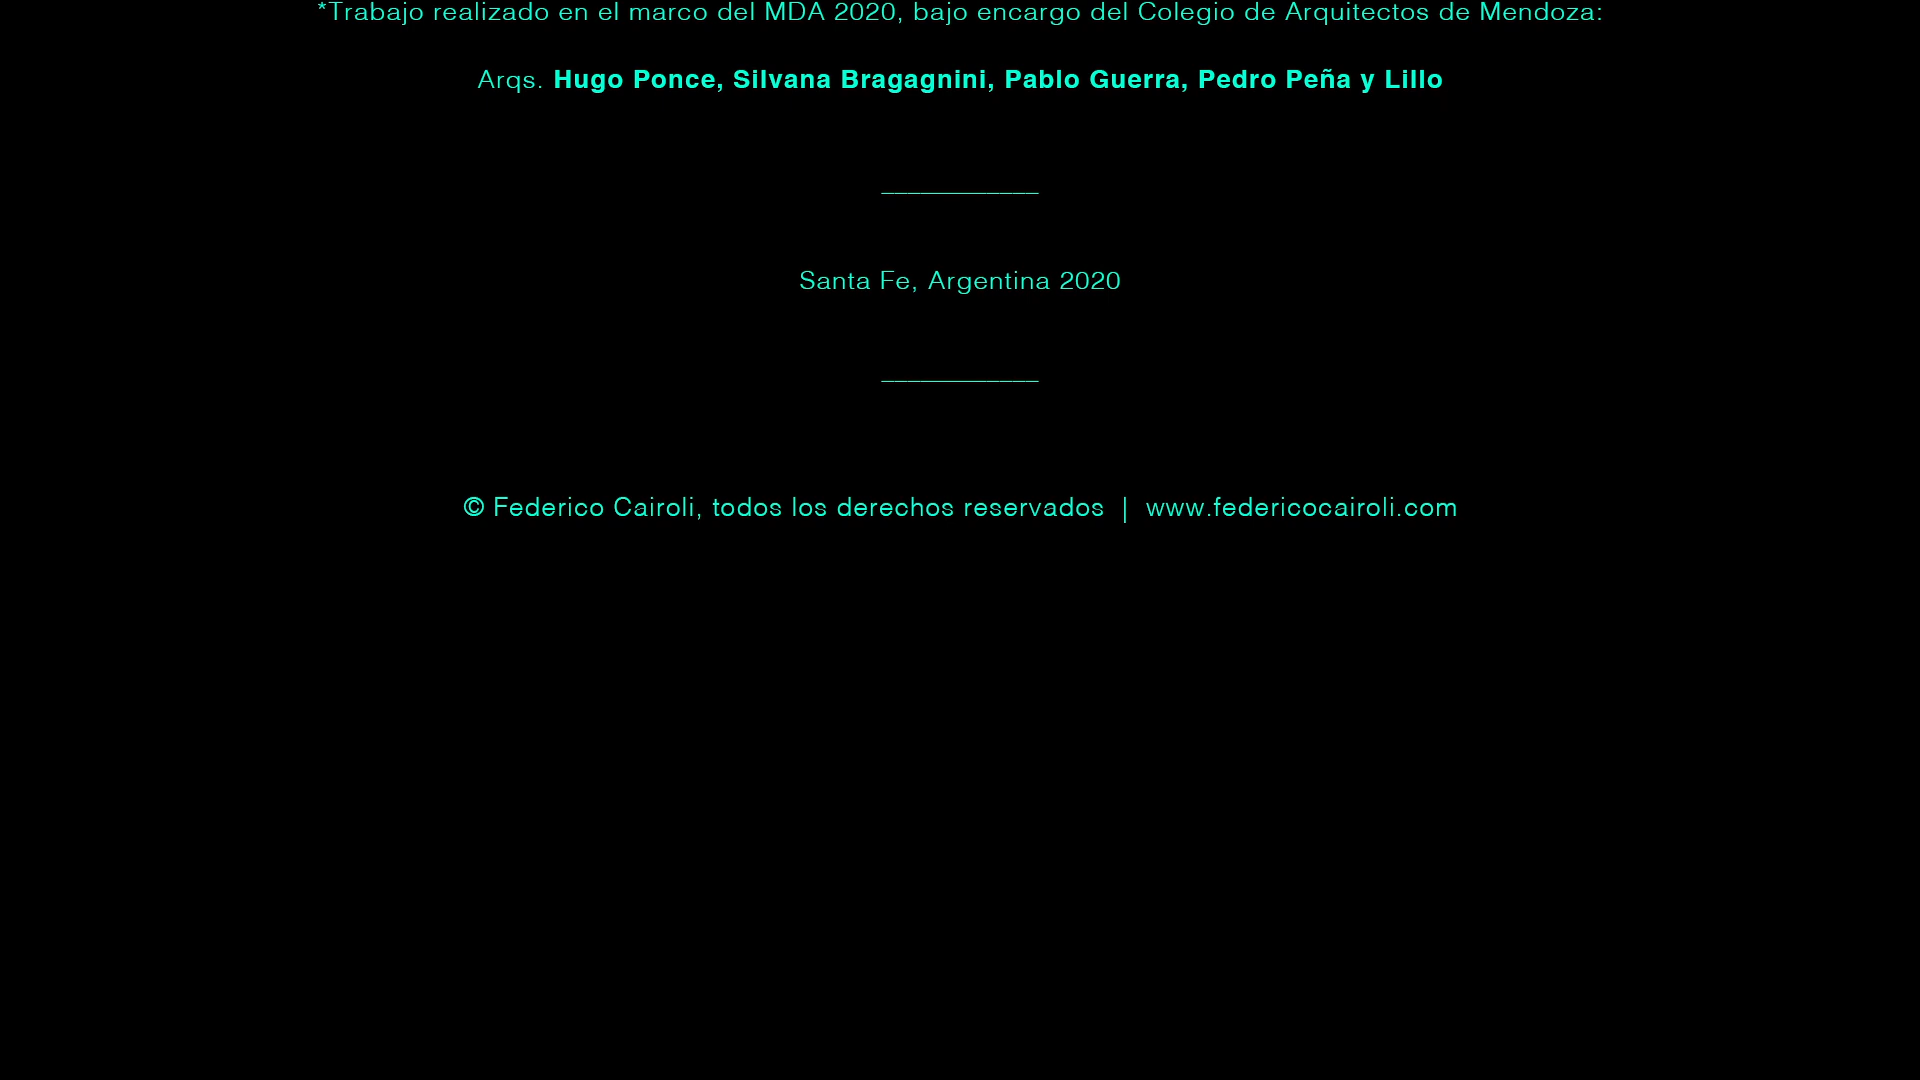 *Trabajo realizado en el marco del MDA 2020, bajo encargo del Colegio de Arquitectos de Mendoza:
Arqs. Hugo Ponce, Silvana Bragagnini, Pablo Guerra, Pedro Peña y Lillo
____________
Santa Fe, Argentina 2020
____________
© Federico Cairoli, todos los derechos reservados | www.federicocairoli.com